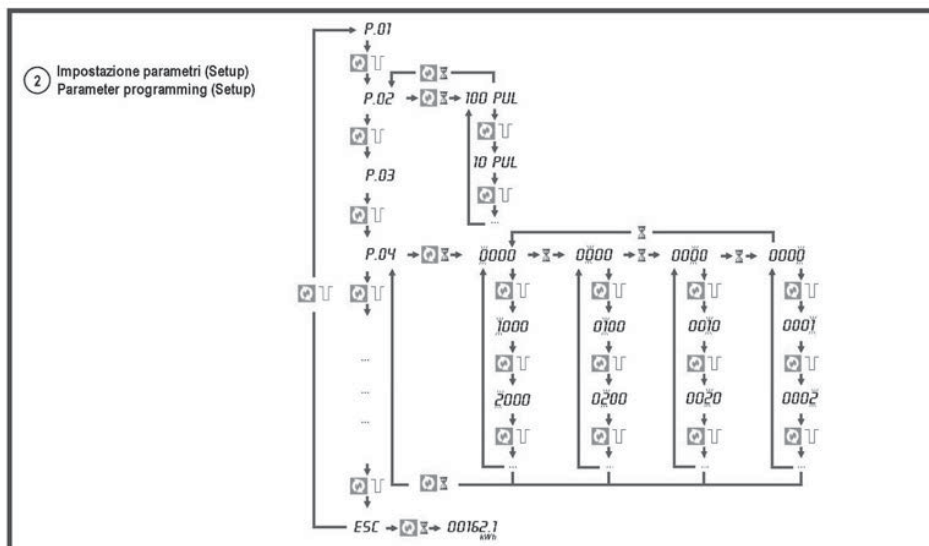 P.01
2
Impostazione parametri (Setup)
Parameter programming (Setup)
P.02 100 PUL
10 PUL
P.03
...
P.04 0000 0000 0000 0000
1000 0100 0010 0001
...
2000 0200 0020 0002
...
...
... ... ... ...
ESC 00162.1
kWh